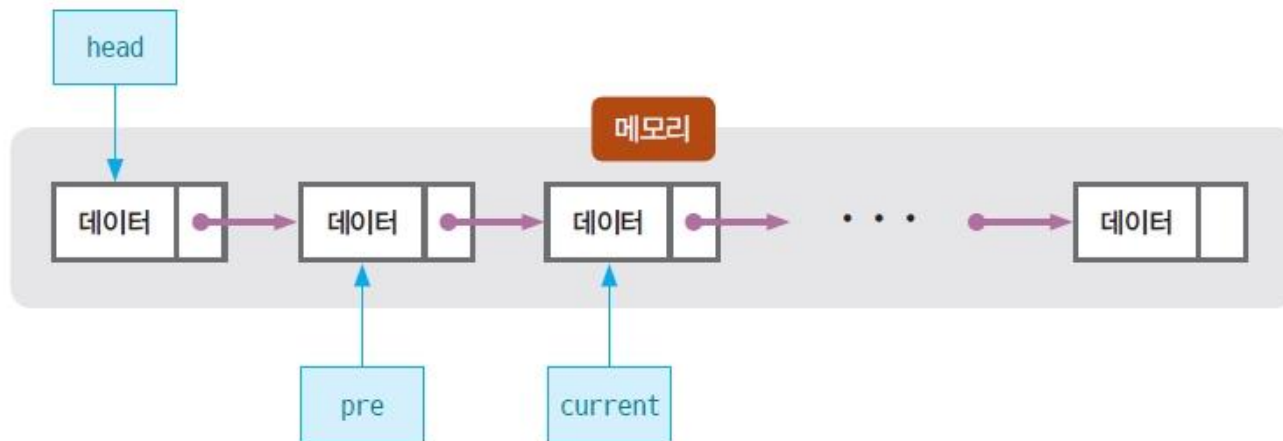 head
메모리
데이터
데이터
데이터
· · ·
데이터
pre
current